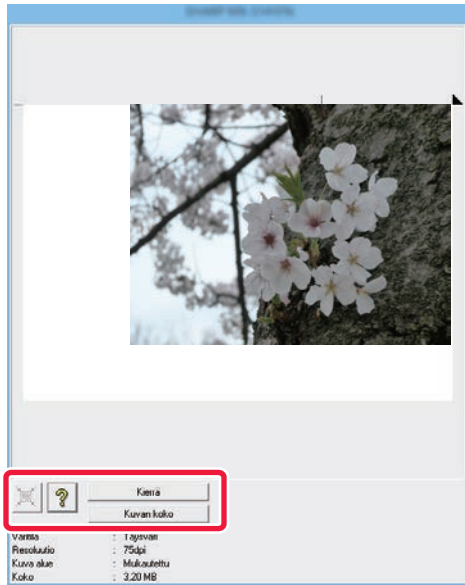 ?
Kierrä
Kuvan koko
Väritila : Täysväri
Resoluutio : 75dpi
Kuva alue : Mukautettu
Koko : 3,20 MB